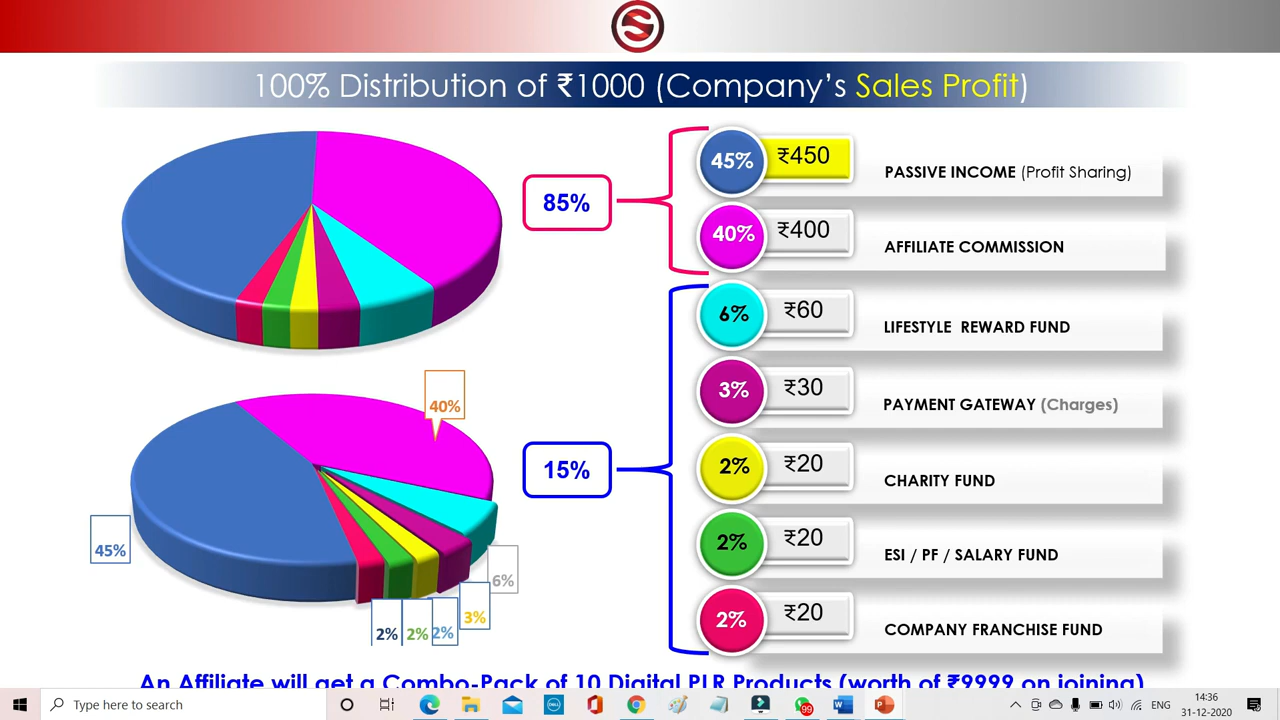 S
100% Distribution of ₹1000 (Company's Sales Profit)
85%
45%
₹450
PASSIVE INCOME (Profit Sharing)
40%
₹400
AFFILIATE COMMISSION
15%
6%
₹60
LIFESTYLE REWARD FUND
3%
₹30
PAYMENT GATEWAY (Charges)
2%
₹20
CHARITY FUND
2%
₹20
ESI / PF / SALARY FUND
2%
₹20
COMPANY FRANCHISE FUND
40%
45%
6%
3%
2%
2%
2%
An Affiliate will get a Combo-Pack of 10 Digital PLR Products (worth of ₹9999 on joining)
Type here to search
99
ENG
14:36
31-12-2020